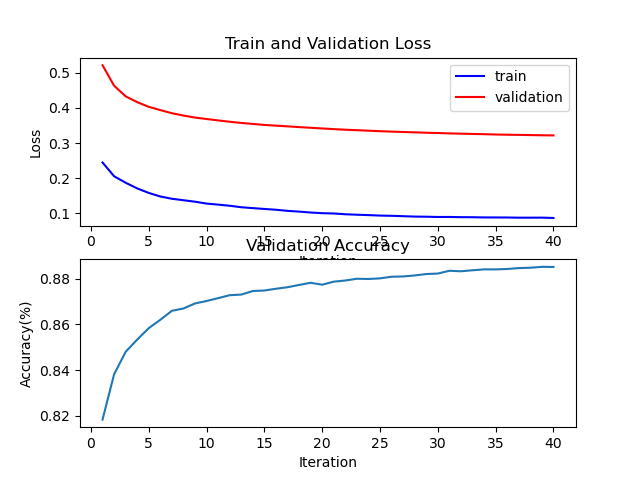 Train and Validation Loss
0.5
0.4
0.3
0.2
0.1
Loss
train
validation
0 5 10 15 20 25 30 35 40
Iteration
Validation Accuracy
0.88
0.86
0.84
0.82
Accuracy(%)
0 5 10 15 20 25 30 35 40
Iteration